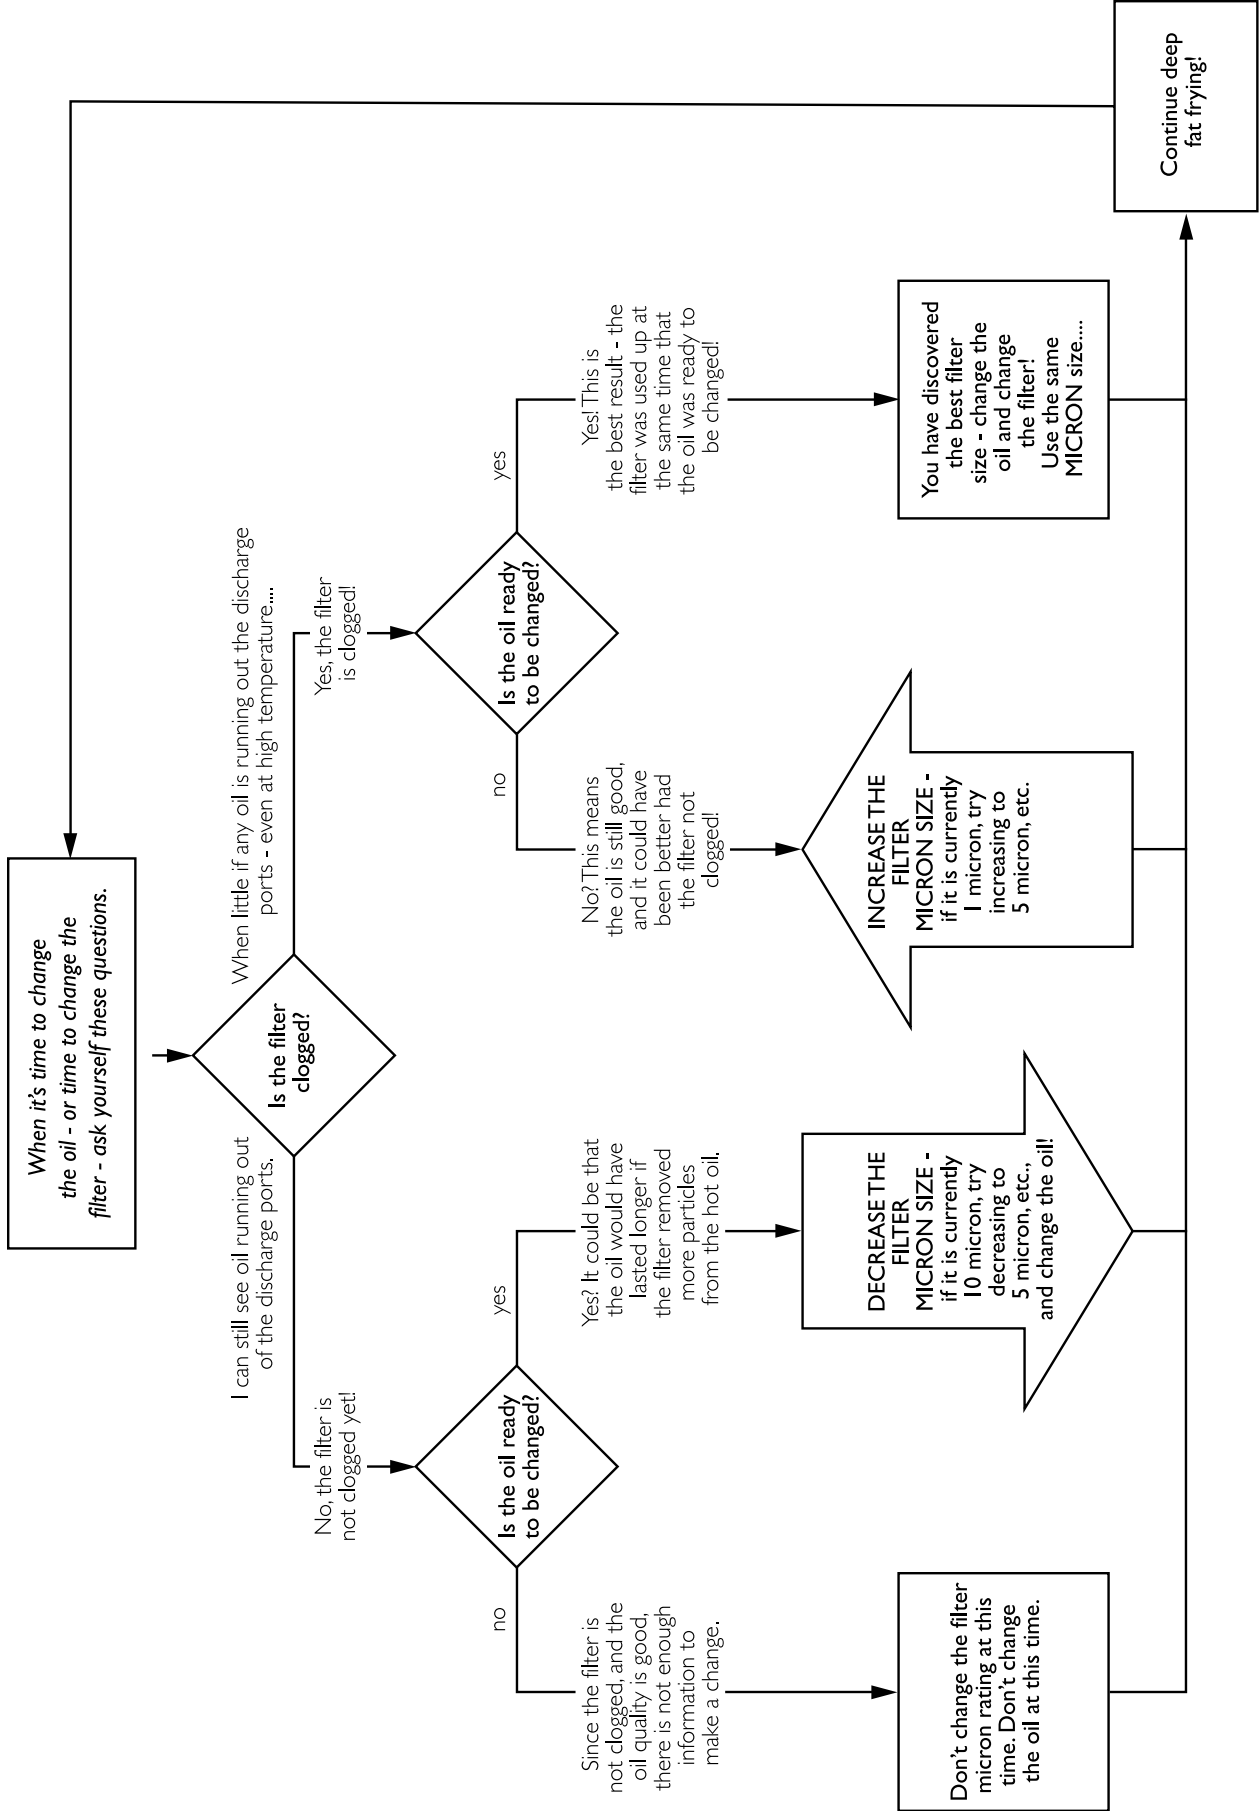 When it's time to change
the oil - or time to change the
filter - ask yourself these questions.
Is the filter
clogged?
I can still see oil running out
of the discharge ports.
When little if any oil is running out the discharge
ports - even at high temperature....
No, the filter is
not clogged yet!
Yes, the filter
is clogged!
Is the oil ready
to be changed?
no
yes
Is the oil ready
to be changed?
no
yes
Since the filter is
not clogged, and the
oil quality is good,
there is not enough
information to
make a change.
Yes? It could be that
the oil would have
lasted longer if
the filter removed
more particles
from the hot oil.
No? This means
the oil is still good,
and it could have
been better had
the filter not
clogged!
Yes! This is
the best result - the
filter was used up at
the same time that
the oil was ready to
be changed!
Don't change the filter
micron rating at this
time. Don't change
the oil at this time.
DECREASE THE
FILTER
MICRON SIZE -
if it is currently
10 micron, try
decreasing to
5 micron, etc.,
and change the oil!
INCREASE THE
FILTER
MICRON SIZE -
if it is currently
1 micron, try
increasing to
5 micron, etc.
You have discovered
the best filter
size - change the
oil and change
the filter!
Use the same
MICRON size....
Continue deep
fat frying!